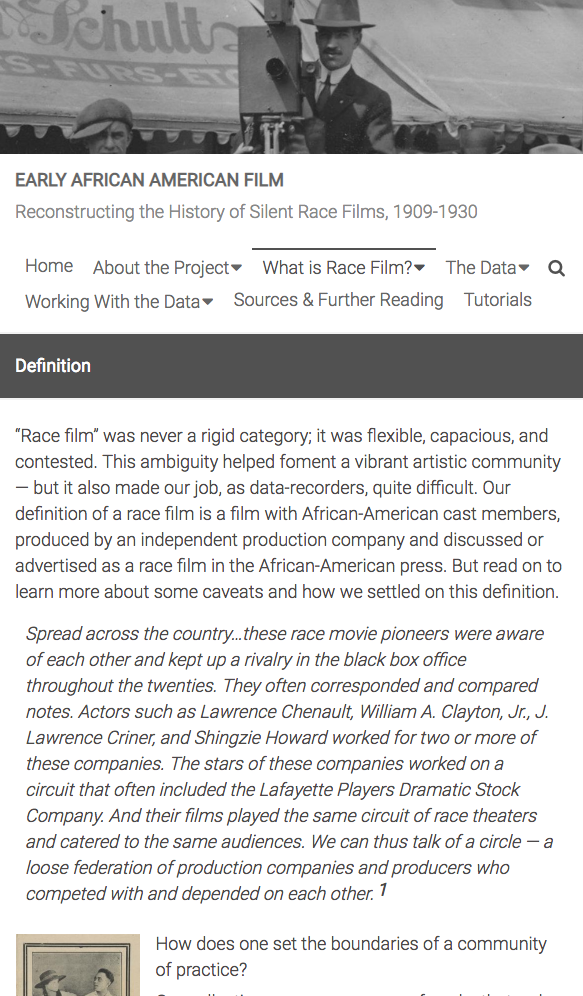 Schult
S-FURS-ETC
EARLY AFRICAN AMERICAN FILM
Reconstructing the History of Silent Race Films, 1909-1930
Home About the Project What is Race Film? The Data
Working With the Data Sources & Further Reading Tutorials
Definition
“Race film” was never a rigid category; it was flexible, capacious, and
contested. This ambiguity helped foment a vibrant artistic community
— but it also made our job, as data-recorders, quite difficult. Our
definition of a race film is a film with African-American cast members,
produced by an independent production company and discussed or
advertised as a race film in the African-American press. But read on to
learn more about some caveats and how we settled on this definition.
Spread across the country…these race movie pioneers were aware
of each other and kept up a rivalry in the black box office
throughout the twenties. They often corresponded and compared
notes. Actors such as Lawrence Chenault, William A. Clayton, Jr., J.
Lawrence Criner, and Shingzie Howard worked for two or more of
these companies. The stars of these companies worked on a
circuit that often included the Lafayette Players Dramatic Stock
Company. And their films played the same circuit of race theaters
and catered to the same audiences. We can thus talk of a circle — a
loose federation of production companies and producers who
competed with and depended on each other. 1
How does one set the boundaries of a community
of practice?